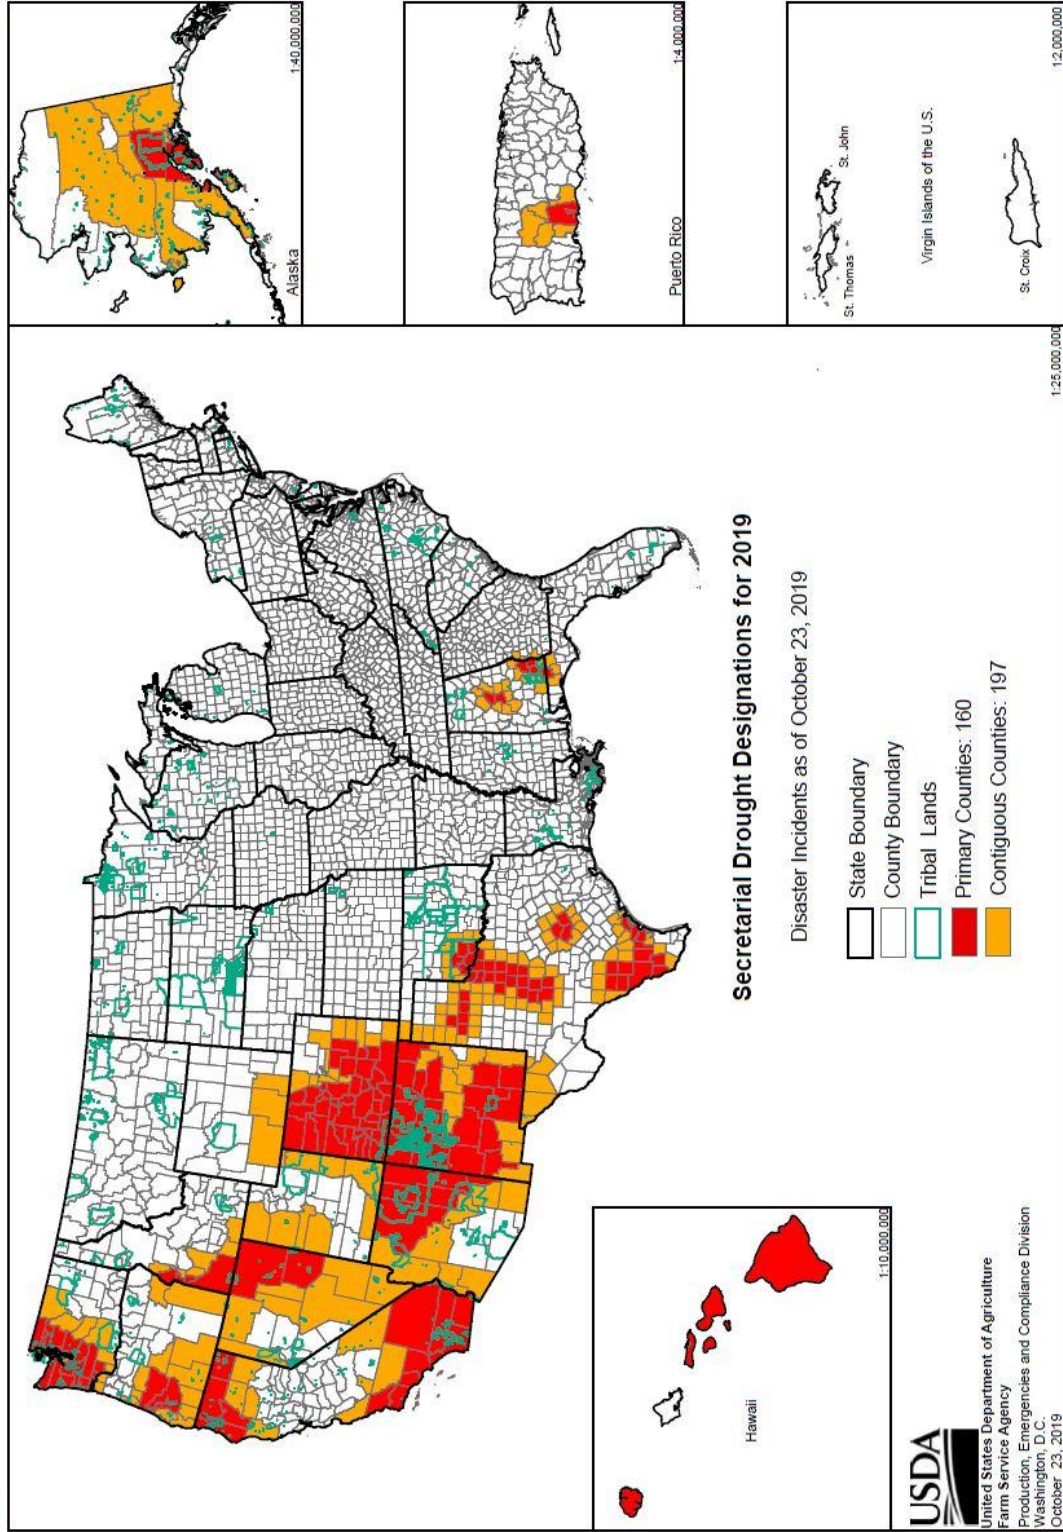 Secretarial Drought Designations for 2019
Disaster Incidents as of October 23, 2019
State Boundary
County Boundary
Tribal Lands
Primary Counties: 160
Contiguous Counties: 197
Alaska
1:40,000,000
Puerto Rico
1:4,000,000
St. Thomas
St. John
Virgin Islands of the U.S.
St. Croix
1:2,000,000
1:25,000,000
Hawaii
1:10,000,000
USDA
United States Department of Agriculture
Farm Service Agency
Production, Emergencies and Compliance Division
Washington, D.C.
October 23, 2019